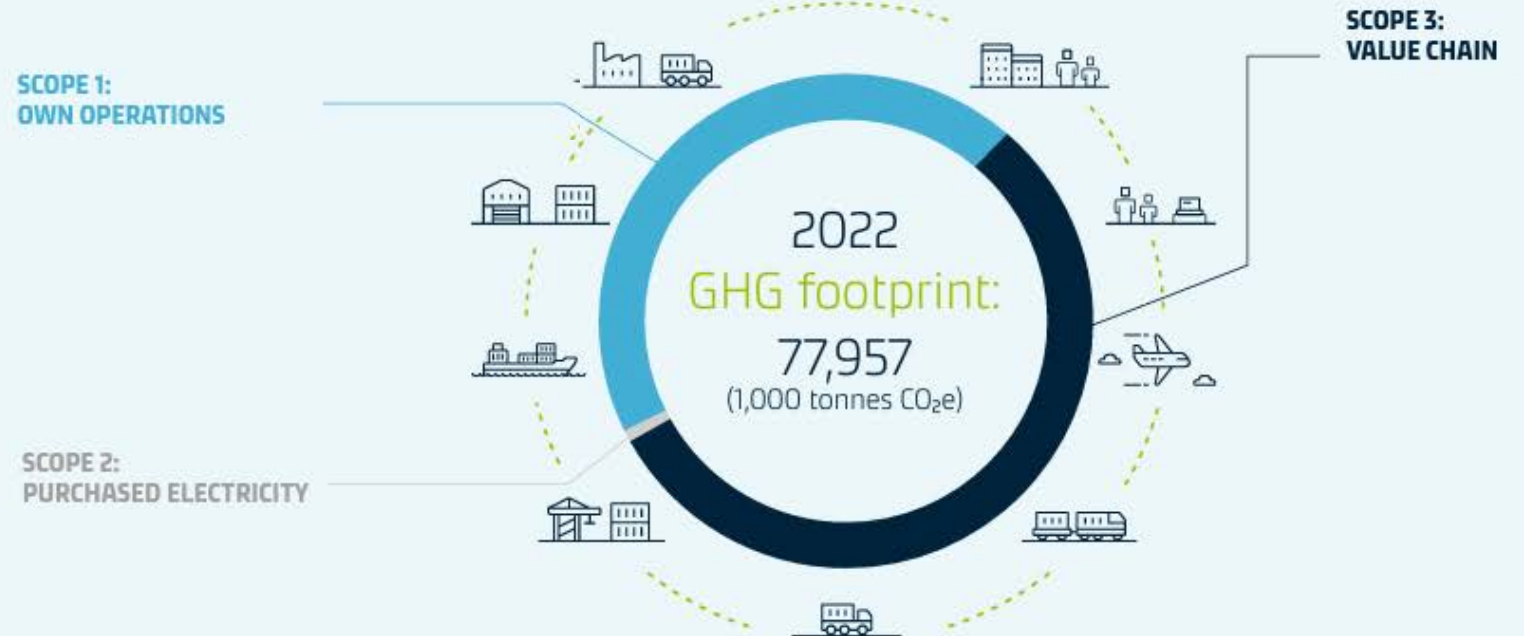 SCOPE 3:
VALUE CHAIN
SCOPE 1:
OWN OPERATIONS
2022
GHG footprint:
77,957
(1,000 tonnes CO₂e)
SCOPE 2:
PURCHASED ELECTRICITY